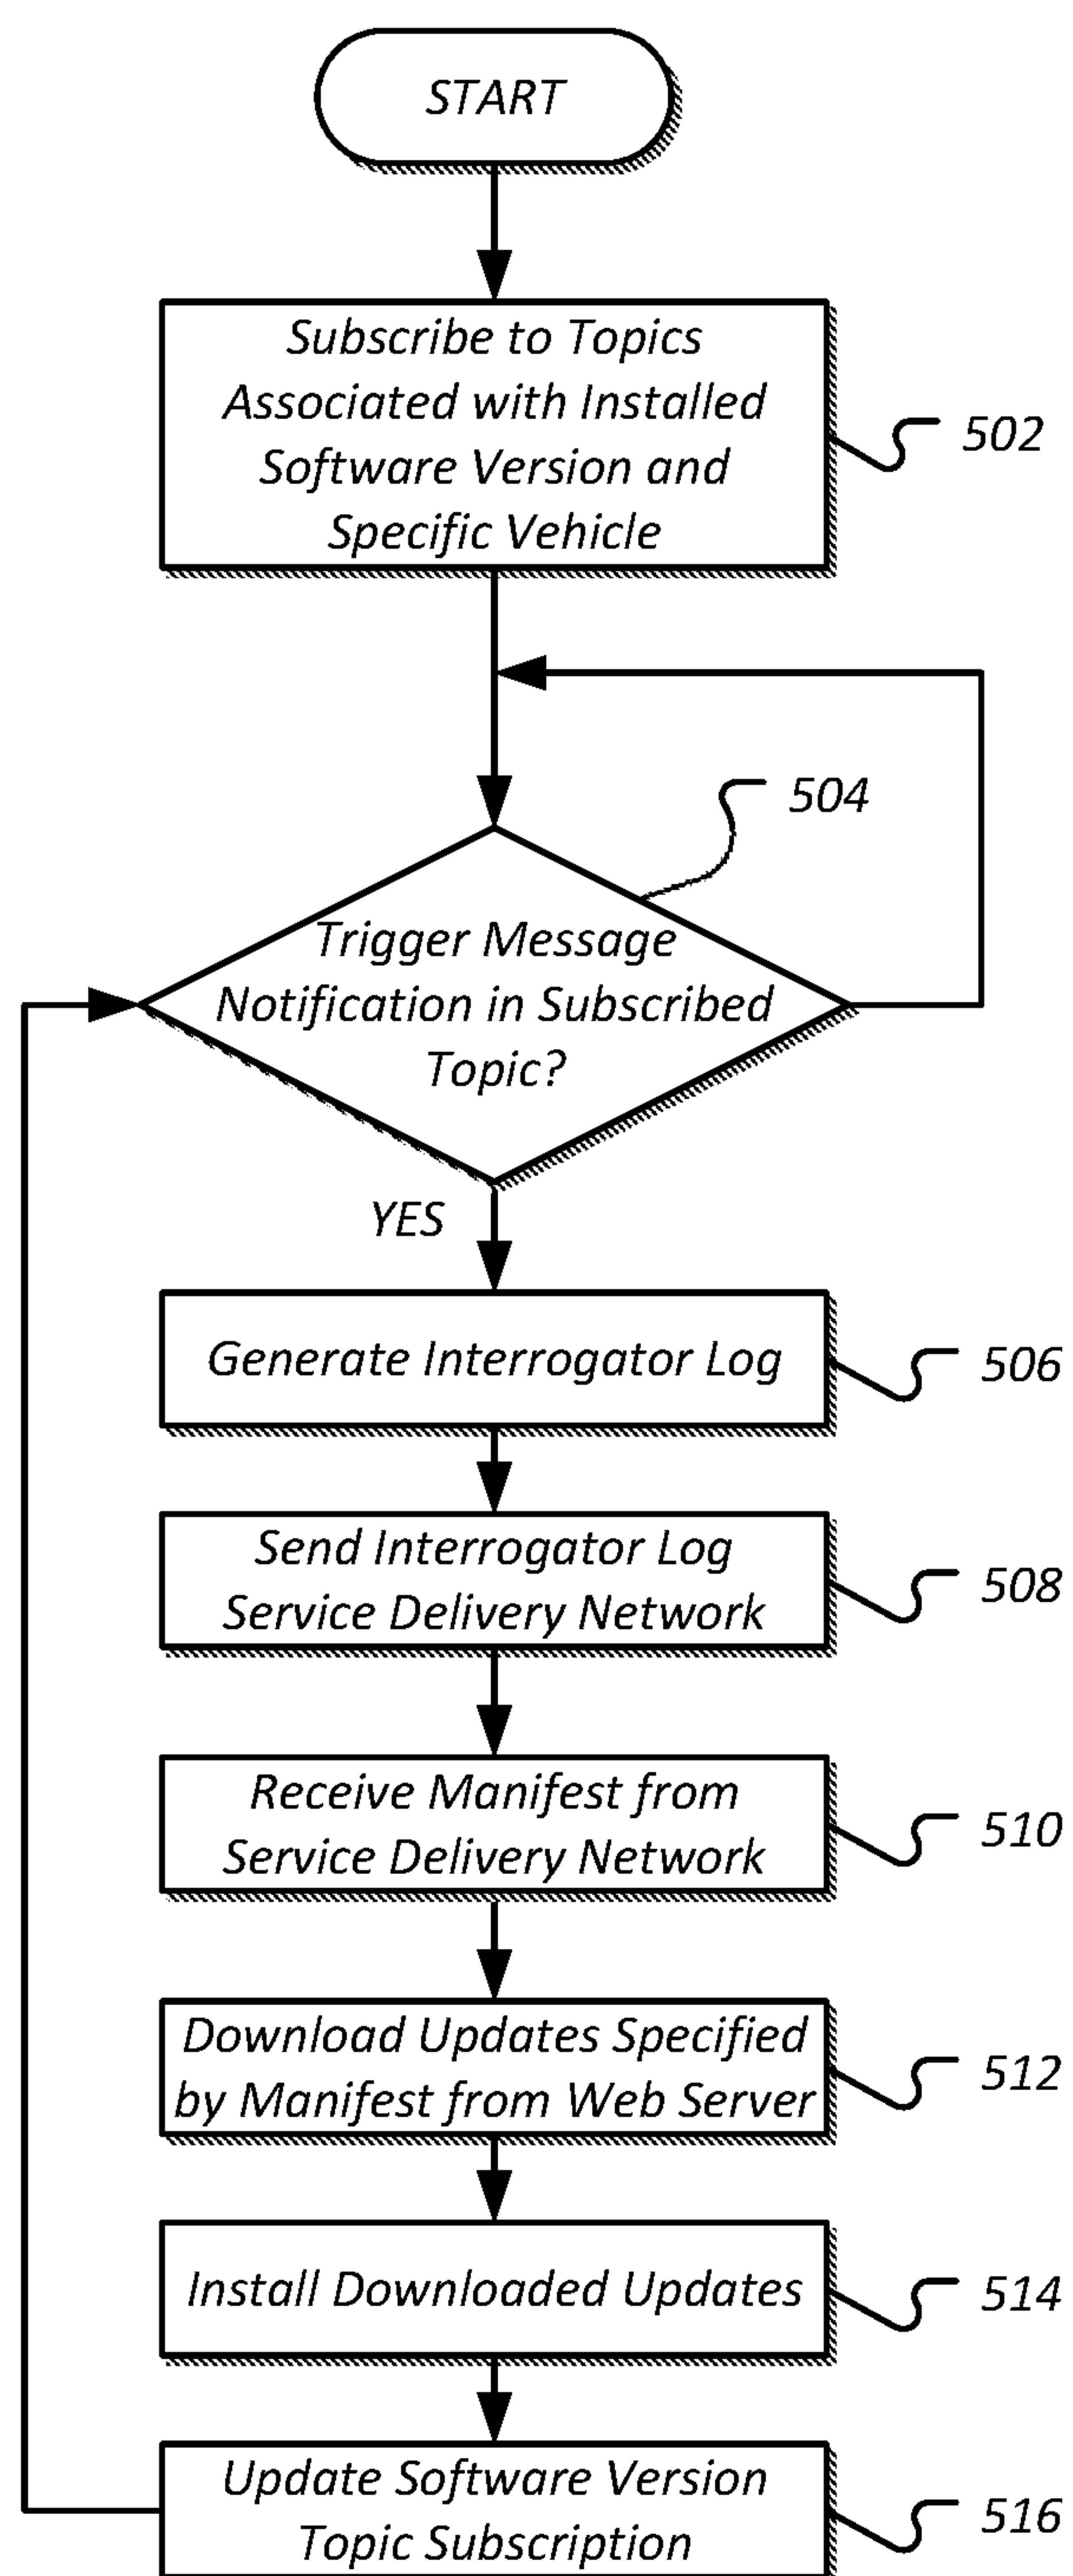 START
Subscribe to Topics
Associated with Installed
Software Version and
Specific Vehicle
502
504
Trigger Message
Notification in Subscribed
Topic?
YES
Generate Interrogator Log
506
Send Interrogator Log
Service Delivery Network
508
Receive Manifest from
Service Delivery Network
510
Download Updates Specified
by Manifest from Web Server
512
Install Downloaded Updates
514
Update Software Version
Topic Subscription
516